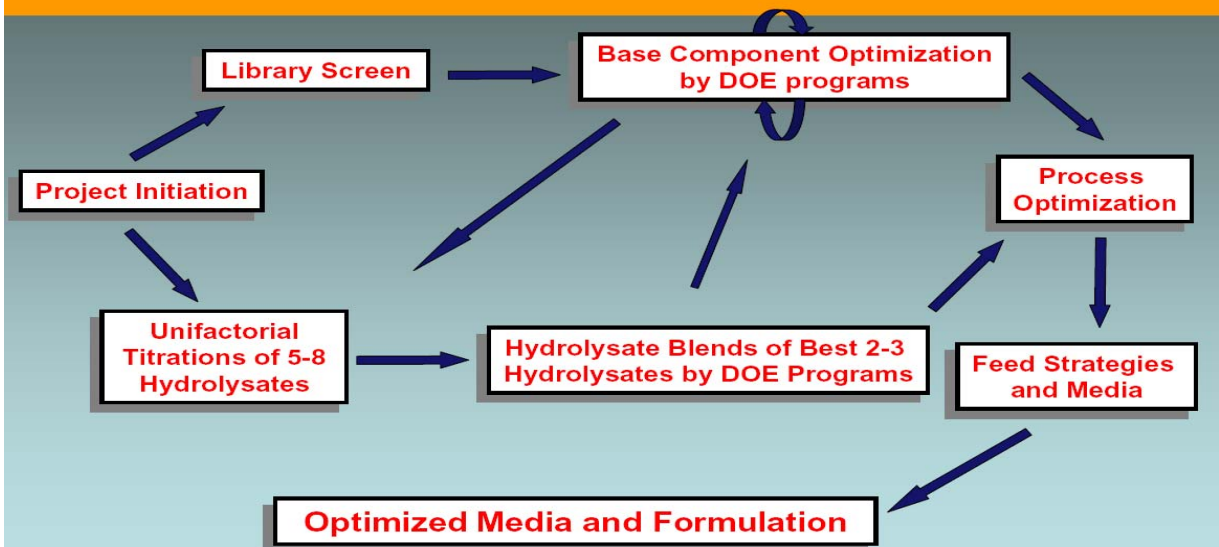 Library Screen
Base Component Optimization
by DOE programs
Project Initiation
Process
Optimization
Unifactorial
Titrations of 5-8
Hydrolysates
Hydrolysate Blends of Best 2-3
Hydrolysates by DOE Programs
Feed Strategies
and Media
Optimized Media and Formulation